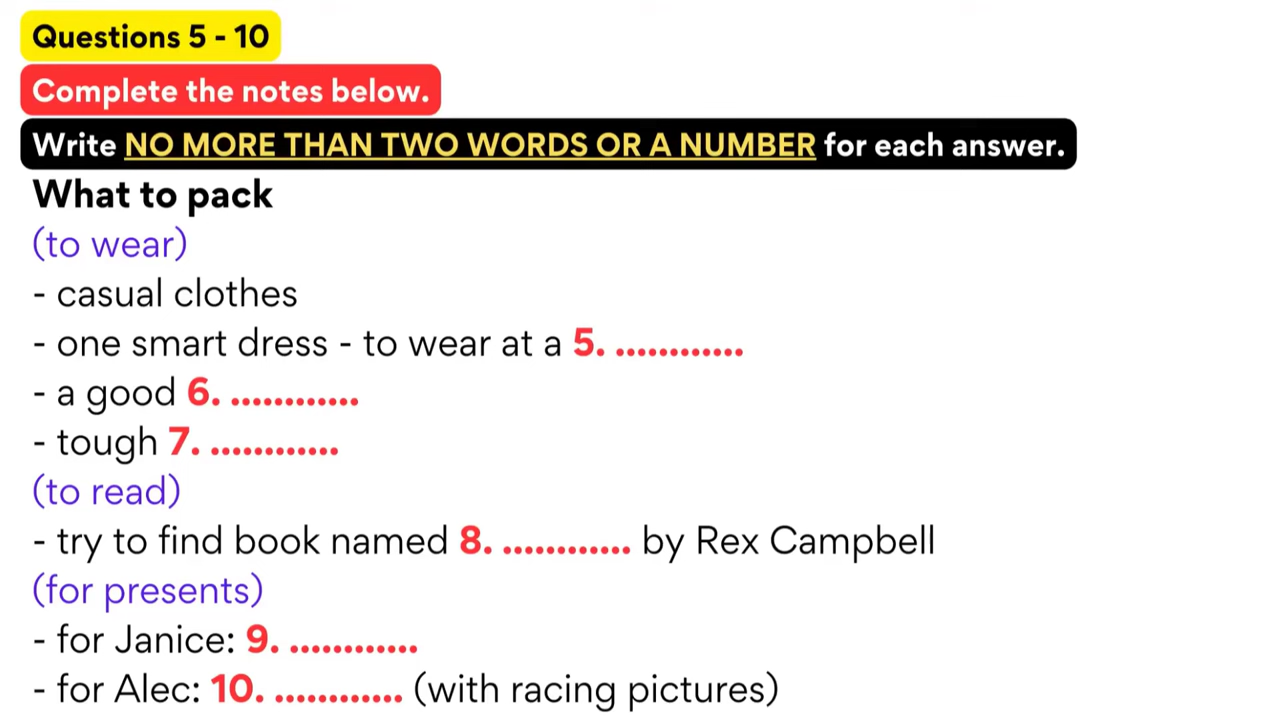 Questions 5 - 10
Complete the notes below.
Write NO MORE THAN TWO WORDS OR A NUMBER for each answer.
What to pack
(to wear)
- casual clothes
- one smart dress - to wear at a 5. ............
- a good 6. ............
- tough 7. ............
(to read)
- try to find book named 8. ............ by Rex Campbell
(for presents)
- for Janice: 9. ............
- for Alec: 10. ............ (with racing pictures)